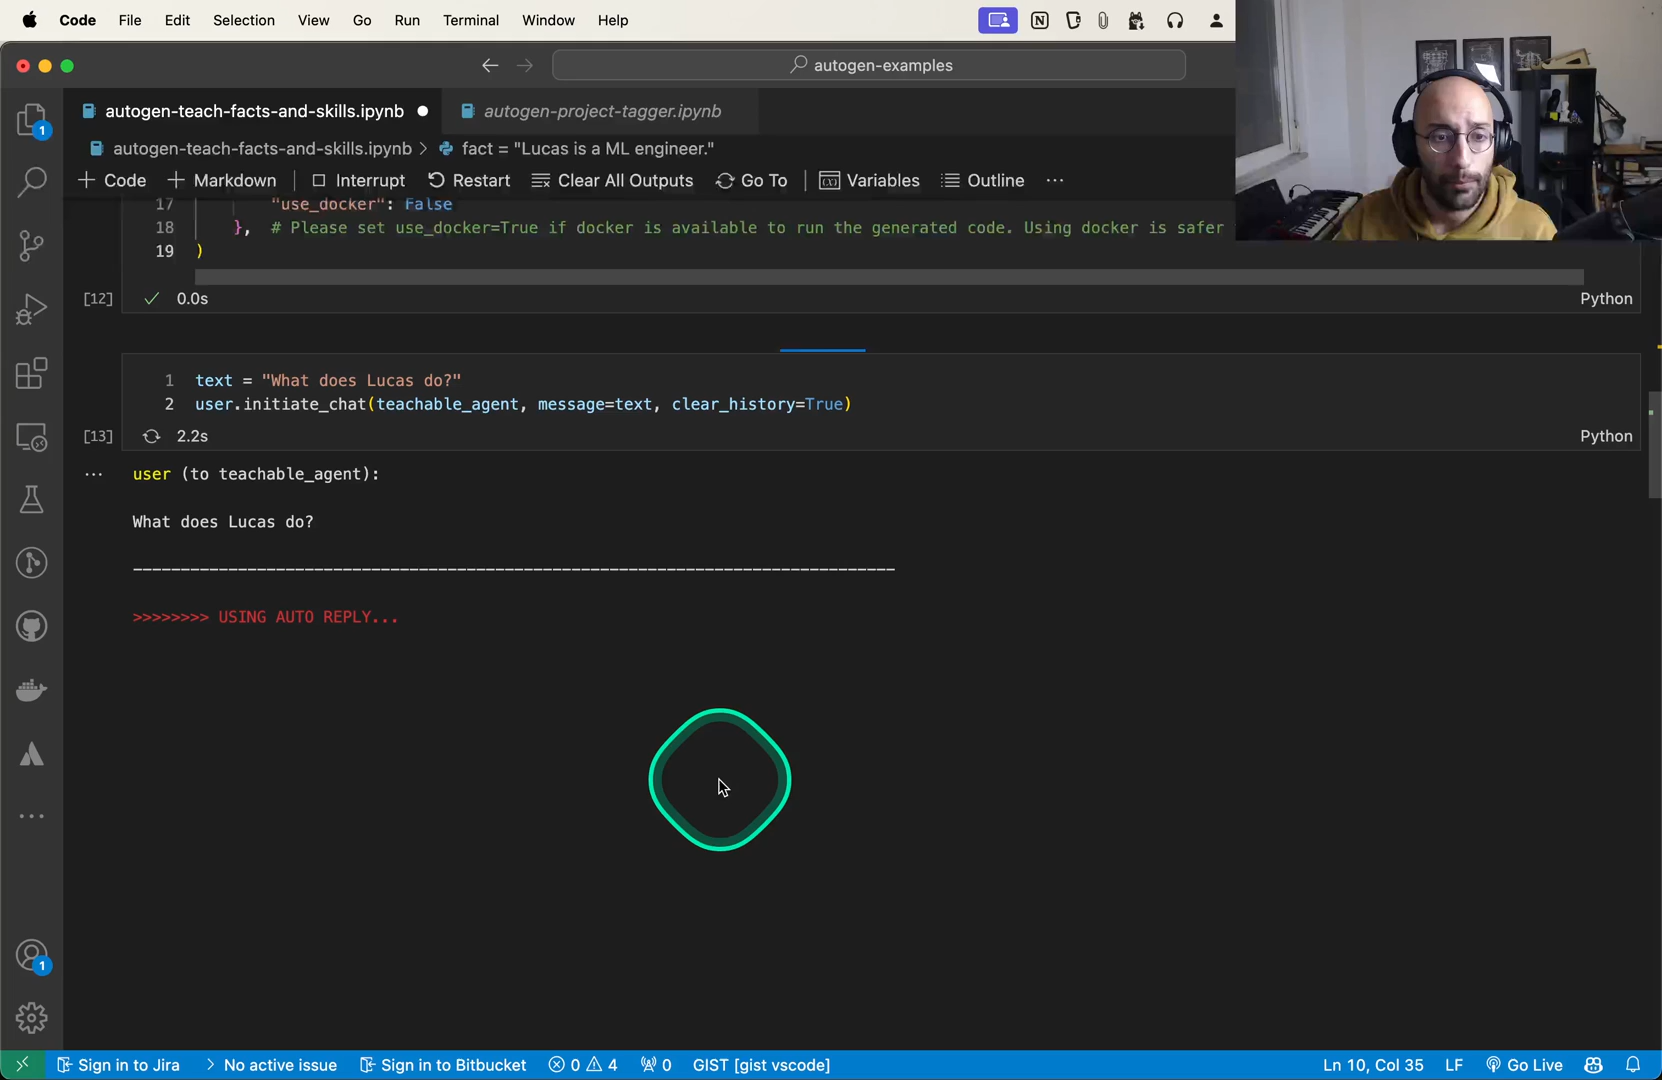 Code File Edit Selection View Go Run Terminal Window Help
autogen-examples
autogen-teach-facts-and-skills.ipynb autogen-project-tagger.ipynb
autogen-teach-facts-and-skills.ipynb > fact = "Lucas is a ML engineer."
+ Code + Markdown Interrupt Restart Clear All Outputs Go To Variables Outline ...
17 "use_docker": False
18 }, # Please set use_docker=True if docker is available to run the generated code. Using docker is safer
19 )
[12] 0.0s Python
1 text = "What does Lucas do?"
2 user.initiate_chat(teachable_agent, message=text, clear_history=True)
[13] 2.2s Python
... user (to teachable_agent):
What does Lucas do?
--------------------------------------------------------------------------------
>>>>>>>> USING AUTO REPLY...
1
1
Sign in to Jira > No active issue Sign in to Bitbucket 0 4 0 GIST [gist vscode] Ln 10, Col 35 LF Go Live